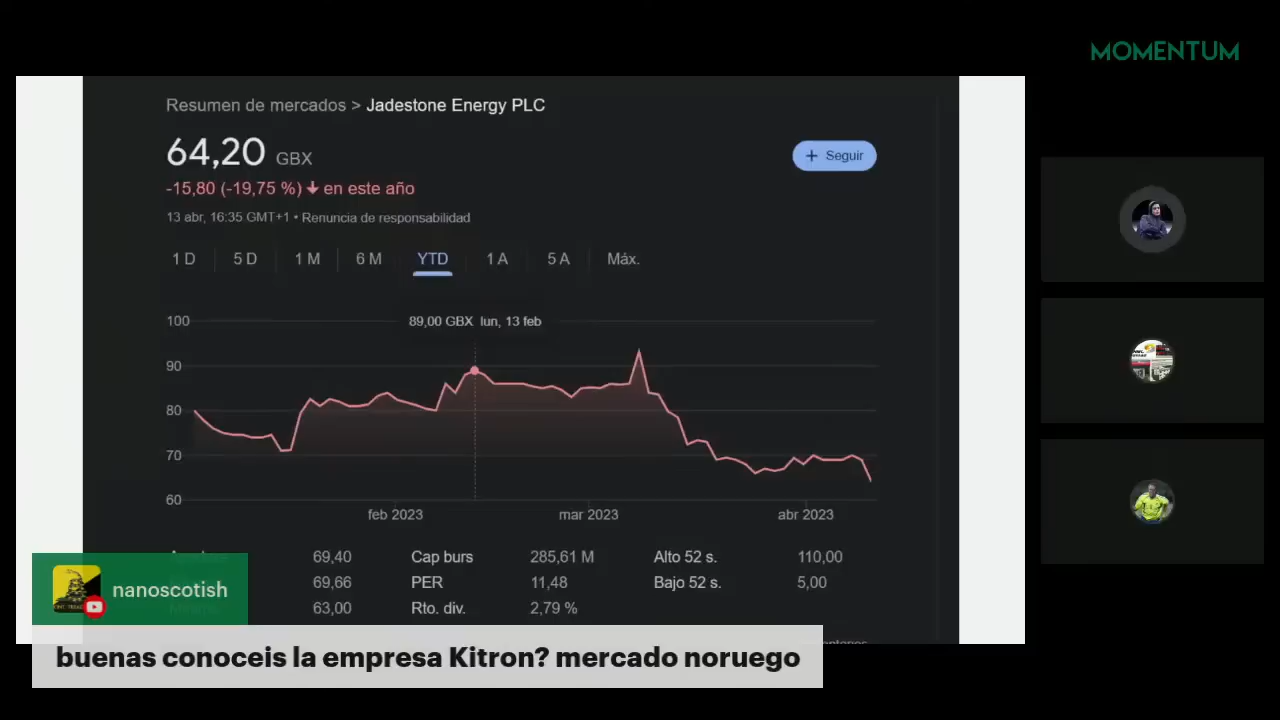 MOMENTUM
Resumen de mercados > Jadestone Energy PLC
64,20 GBX
+ Seguir
-15,80 (-19,75 %) ↓ en este año
13 abr, 16:35 GMT+1 • Renuncia de responsabilidad
1 D 5 D 1 M 6 M YTD 1 A 5 A Máx.
89,00 GBX lun, 13 feb
100
90
80
70
60
feb 2023 mar 2023 abr 2023
69,40 Cap burs 285,61 M Alto 52 s. 110,00
69,66 PER 11,48 Bajo 52 s. 5,00
63,00 Rto. div. 2,79 %
nanoscotish
buenas conoceis la empresa Kitron? mercado noruego